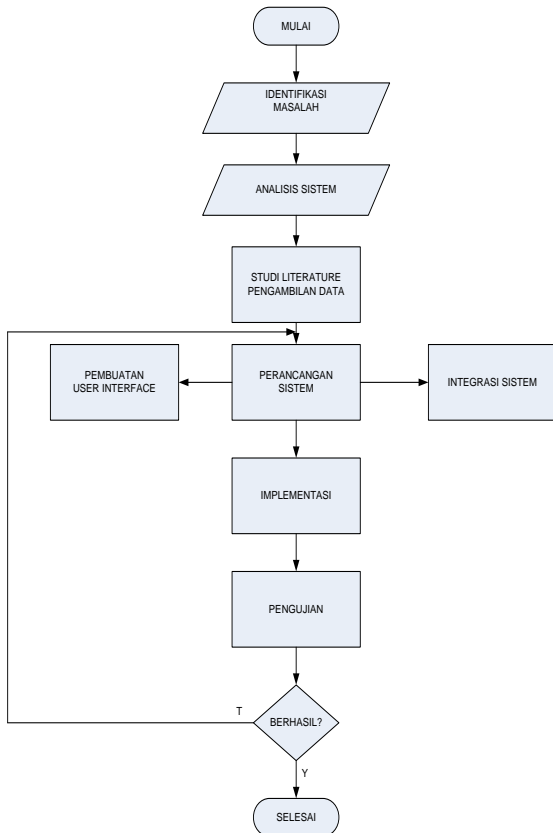 MULAI
IDENTIFIKASI
MASALAH
ANALISIS SISTEM
STUDI LITERATURE
PENGAMBILAN DATA
PEMBUATAN
USER INTERFACE
PERANCANGAN
SISTEM
INTEGRASI SISTEM
IMPLEMENTASI
PENGUJIAN
T
BERHASIL?
Y
SELESAI